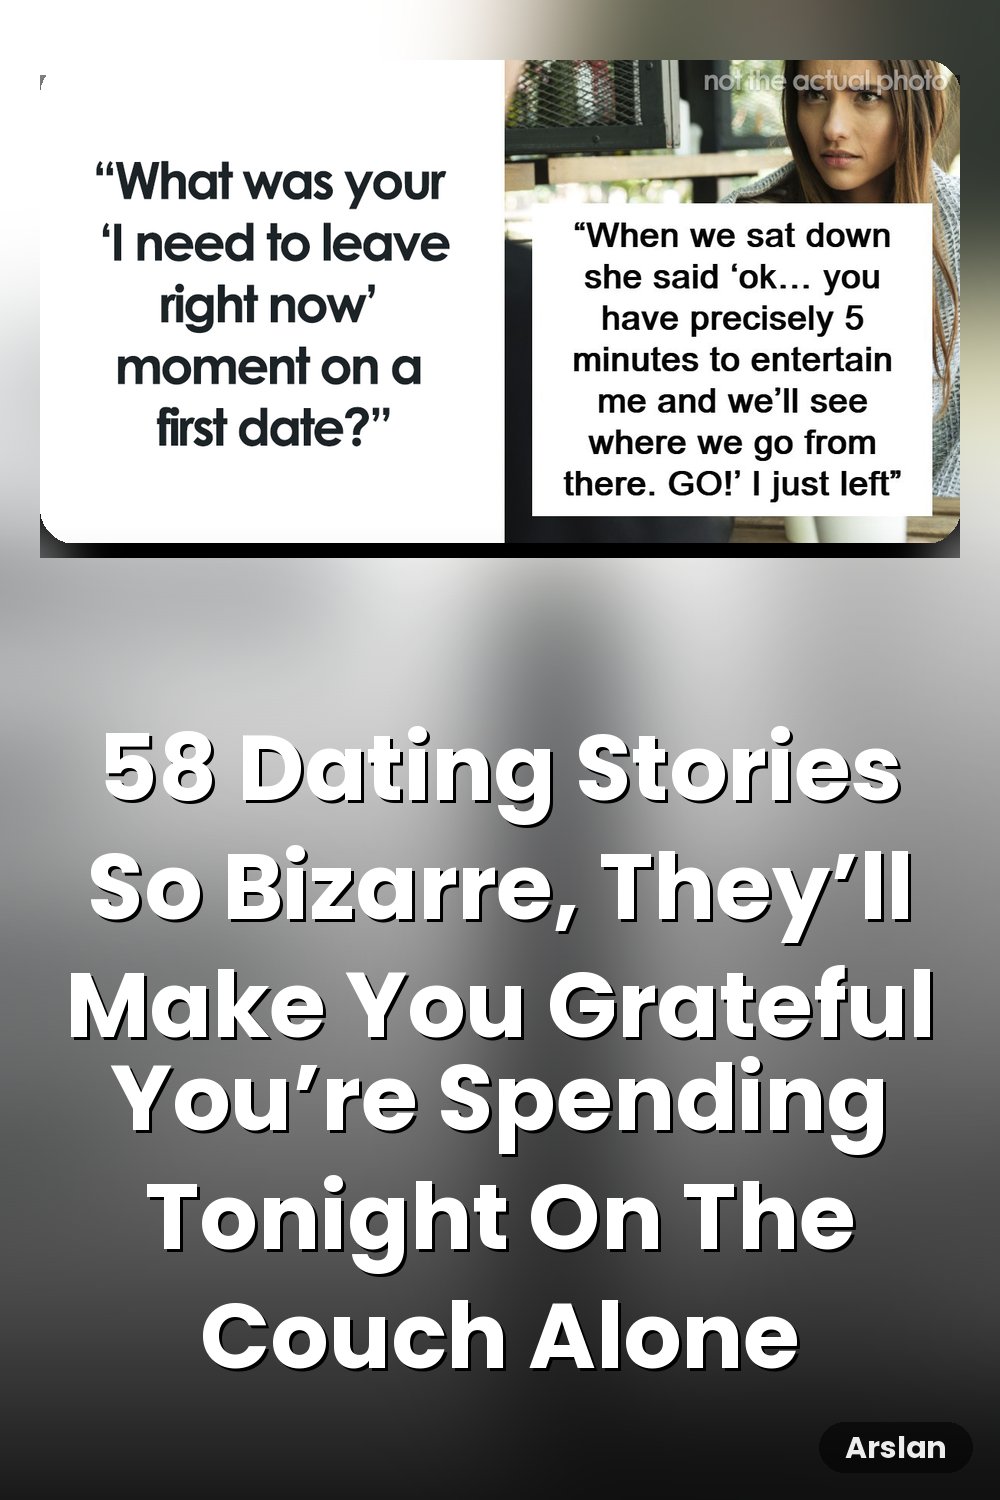 not the actual photo
“What was your
‘I need to leave
right now’
moment on a
first date?”
“When we sat down
she said ‘ok... you
have precisely 5
minutes to entertain
me and we’ll see
where we go from
there. GO!’ I just left”
58 Dating Stories
So Bizarre, They’ll
Make You Grateful
You’re Spending
Tonight On The
Couch Alone
Arslan